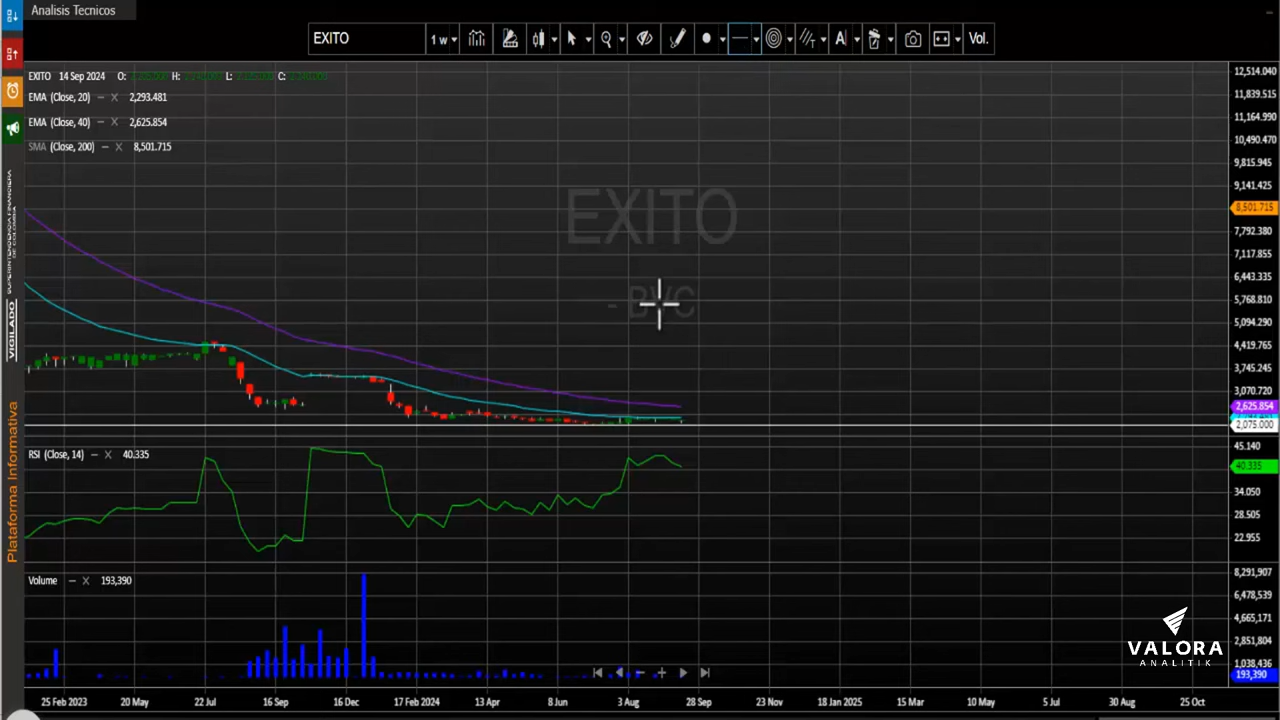 Analisis Tecnicos
EXITO
1 w
A
Vol.
EXITO 14 Sep 2024 O: H: L: C:
EMA (Close, 20) – X 2,293.481
EMA (Close, 40) – X 2,625.854
SMA (Close, 200) – X 8,501.715
EXITO
- BVC
12,514.040
11,839.515
11,164.990
10,490.470
9,815.945
9,141.425
8,501.715
7,792.380
7,117.855
6,443.335
5,768.810
5,094.290
4,419.765
3,745.245
3,070.720
2,625.854
2,075.000
RSI (Close, 14) – X 40.335
45.140
40.335
34.050
28.505
22.955
Volume – X 193,390
8,291,907
6,478,539
4,665,171
2,851,804
1,038,436
193,390
25 Feb 2023
20 May
22 Jul
16 Sep
16 Dec
17 Feb 2024
13 Apr
8 Jun
3 Aug
28 Sep
23 Nov
18 Jan 2025
15 Mar
10 May
5 Jul
30 Aug
25 Oct
SUPERINTENDENCIA FINANCIERA
DE COLOMBIA
VIGILADO
Plataforma Informativa
VALORA
ANALITIK